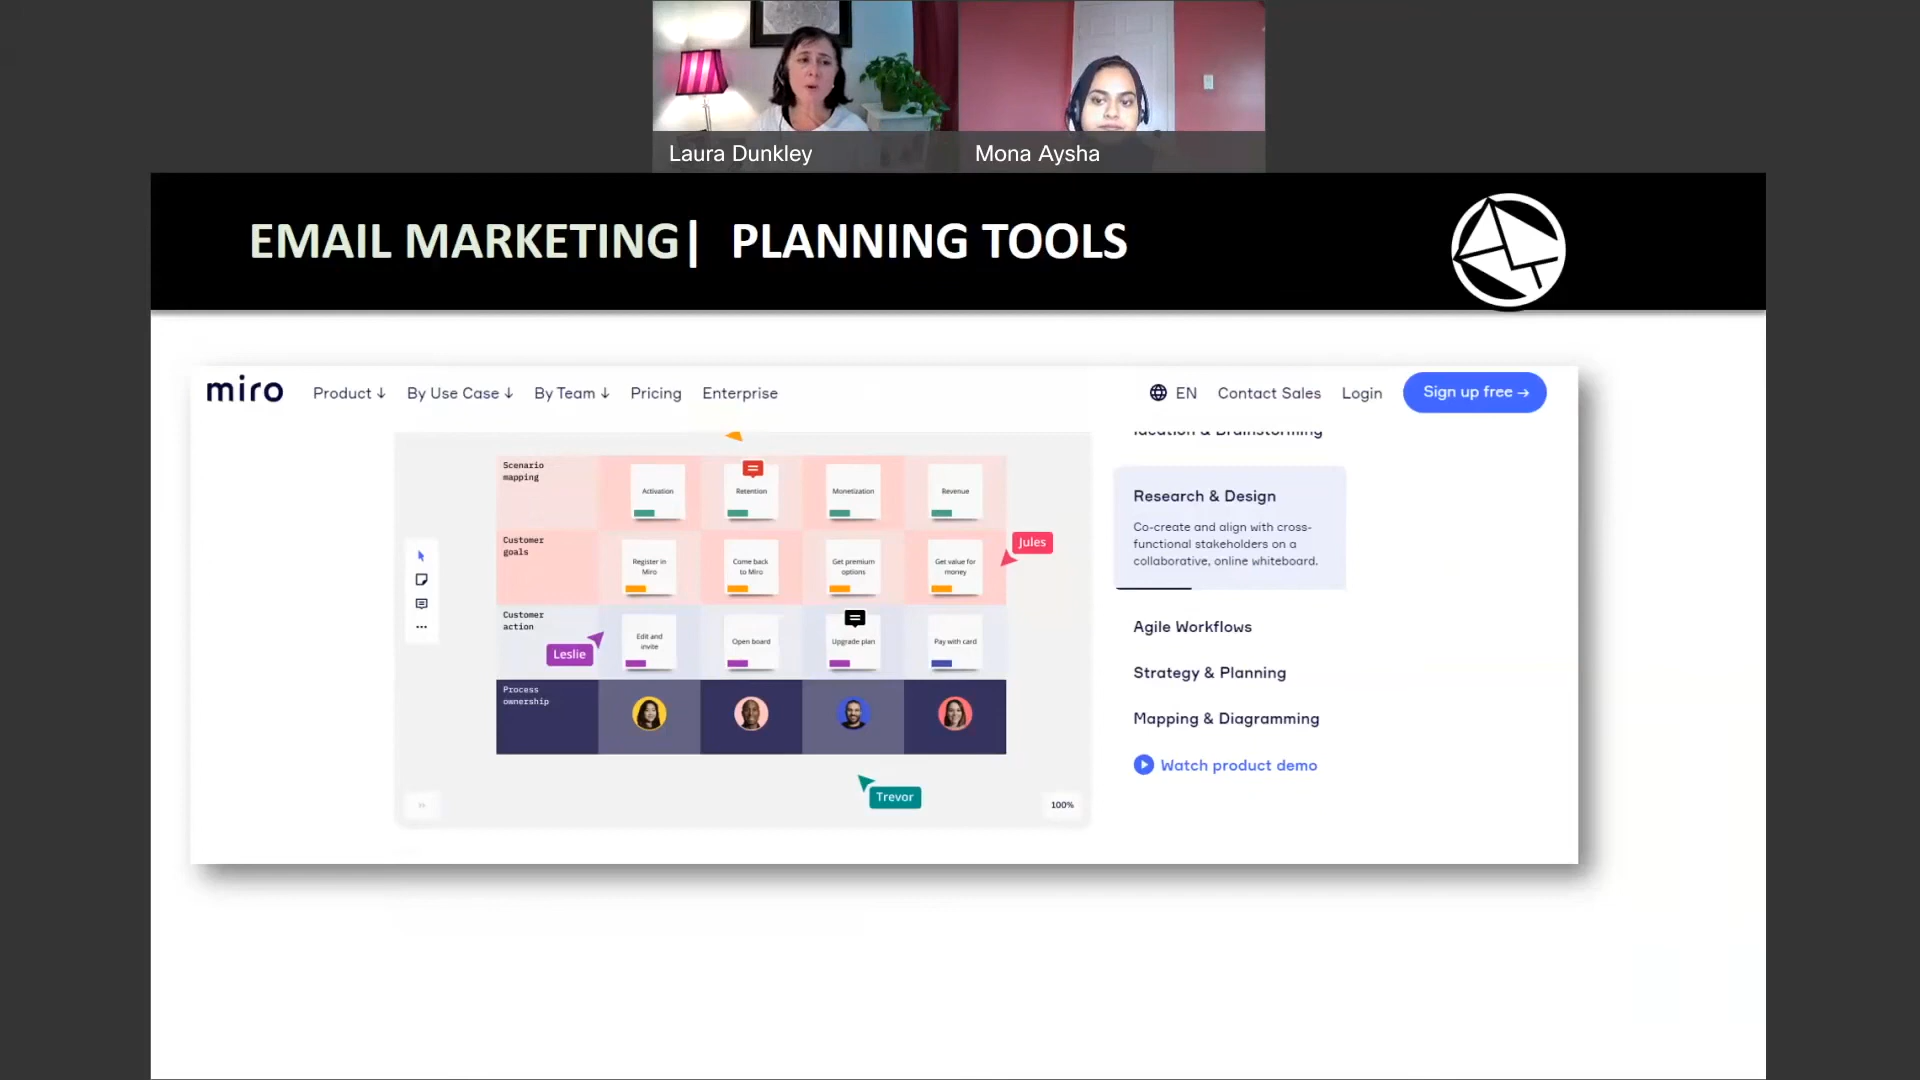 Laura Dunkley
Mona Aysha
EMAIL MARKETING| PLANNING TOOLS
miro
Product ↓
By Use Case ↓
By Team ↓
Pricing
Enterprise
EN
Contact Sales
Login
Sign up free →
Scenario
mapping
Activation
Retention
Monetization
Revenue
Customer
goals
Register in
Miro
Come back
to Miro
Get premium
options
Get value for
money
Jules
Customer
action
Leslie
Edit and
invite
Open board
Upgrade plan
Pay with card
Process
ownership
Trevor
100%
Ideation & Brainstorming
Research & Design
Co-create and align with cross-
functional stakeholders on a
collaborative, online whiteboard.
Agile Workflows
Strategy & Planning
Mapping & Diagramming
Watch product demo